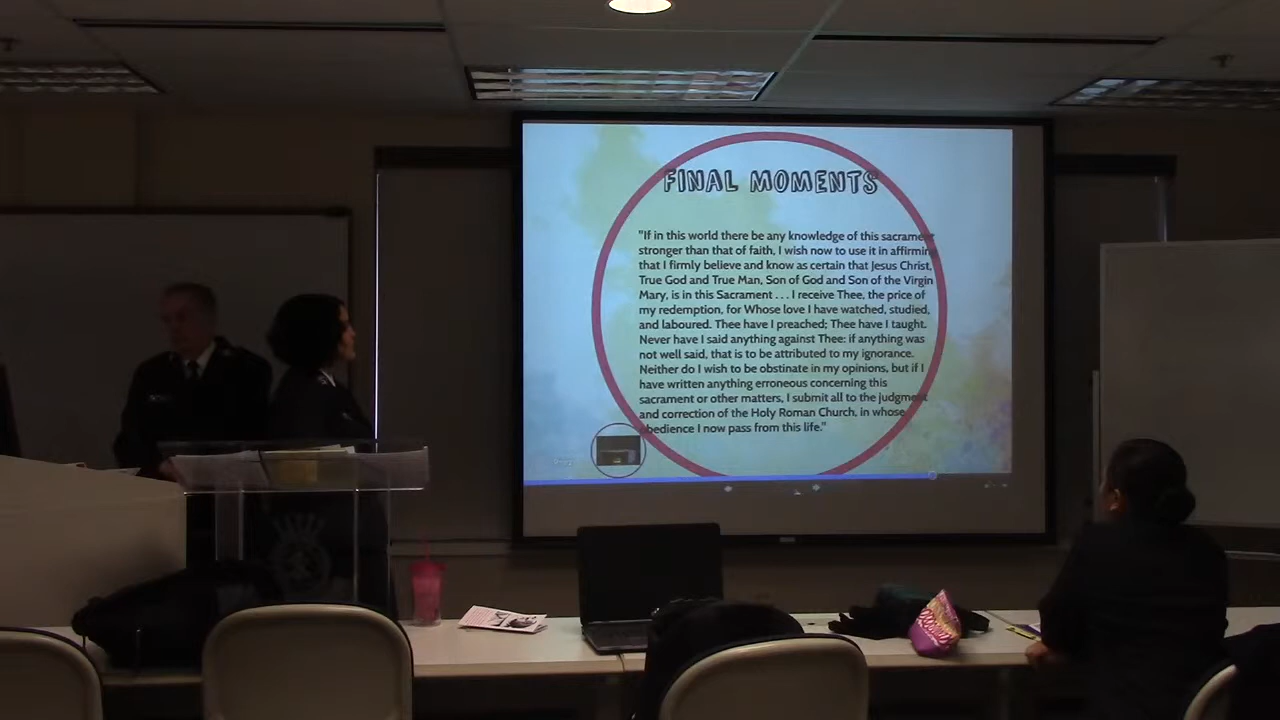 FINAL MOMENTS
"If in this world there be any knowledge of this sacrament
stronger than that of faith, I wish now to use it in affirming
that I firmly believe and know as certain that Jesus Christ,
True God and True Man, Son of God and Son of the Virgin
Mary, is in this Sacrament . . . I receive Thee, the price of
my redemption, for Whose love I have watched, studied,
and laboured. Thee have I preached; Thee have I taught.
Never have I said anything against Thee: if anything was
not well said, that is to be attributed to my ignorance.
Neither do I wish to be obstinate in my opinions, but if I
have written anything erroneous concerning this
sacrament or other matters, I submit all to the judgment
and correction of the Holy Roman Church, in whose
obedience I now pass from this life."